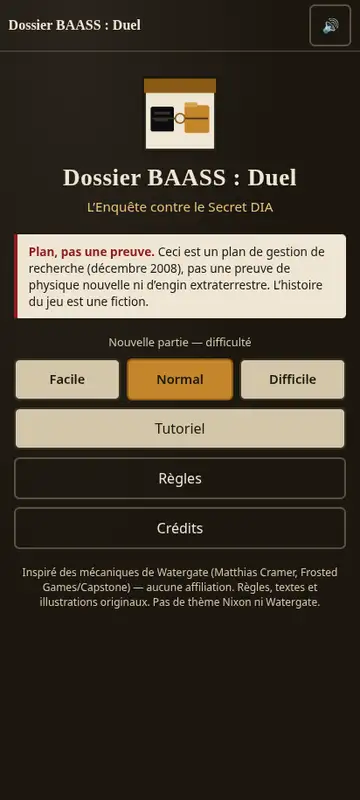 Dossier BAASS : Duel
Dossier BAASS : Duel
L’Enquête contre le Secret DIA
Plan, pas une preuve. Ceci est un plan de gestion de
recherche (décembre 2008), pas une preuve de
physique nouvelle ni d’engin extraterrestre. L’histoire
du jeu est une fiction.
Nouvelle partie — difficulté
Facile
Normal
Difficile
Tutoriel
Règles
Crédits
Inspiré des mécaniques de Watergate (Matthias Cramer, Frosted
Games/Capstone) — aucune affiliation. Règles, textes et
illustrations originaux. Pas de thème Nixon ni Watergate.